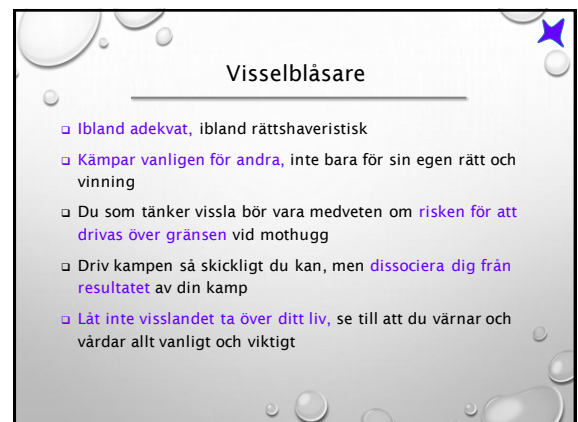 Visselblåsare
❑ Ibland adekvat, ibland rättshaveristisk
❑ Kämpar vanligen för andra, inte bara för sin egen rätt och
vinning
❑ Du som tänker vissla bör vara medveten om risken för att
drivas över gränsen vid mothugg
❑ Driv kampen så skickligt du kan, men dissociera dig från
resultatet av din kamp
❑ Låt inte visslandet ta över ditt liv, se till att du värnar och
vårdar allt vanligt och viktigt